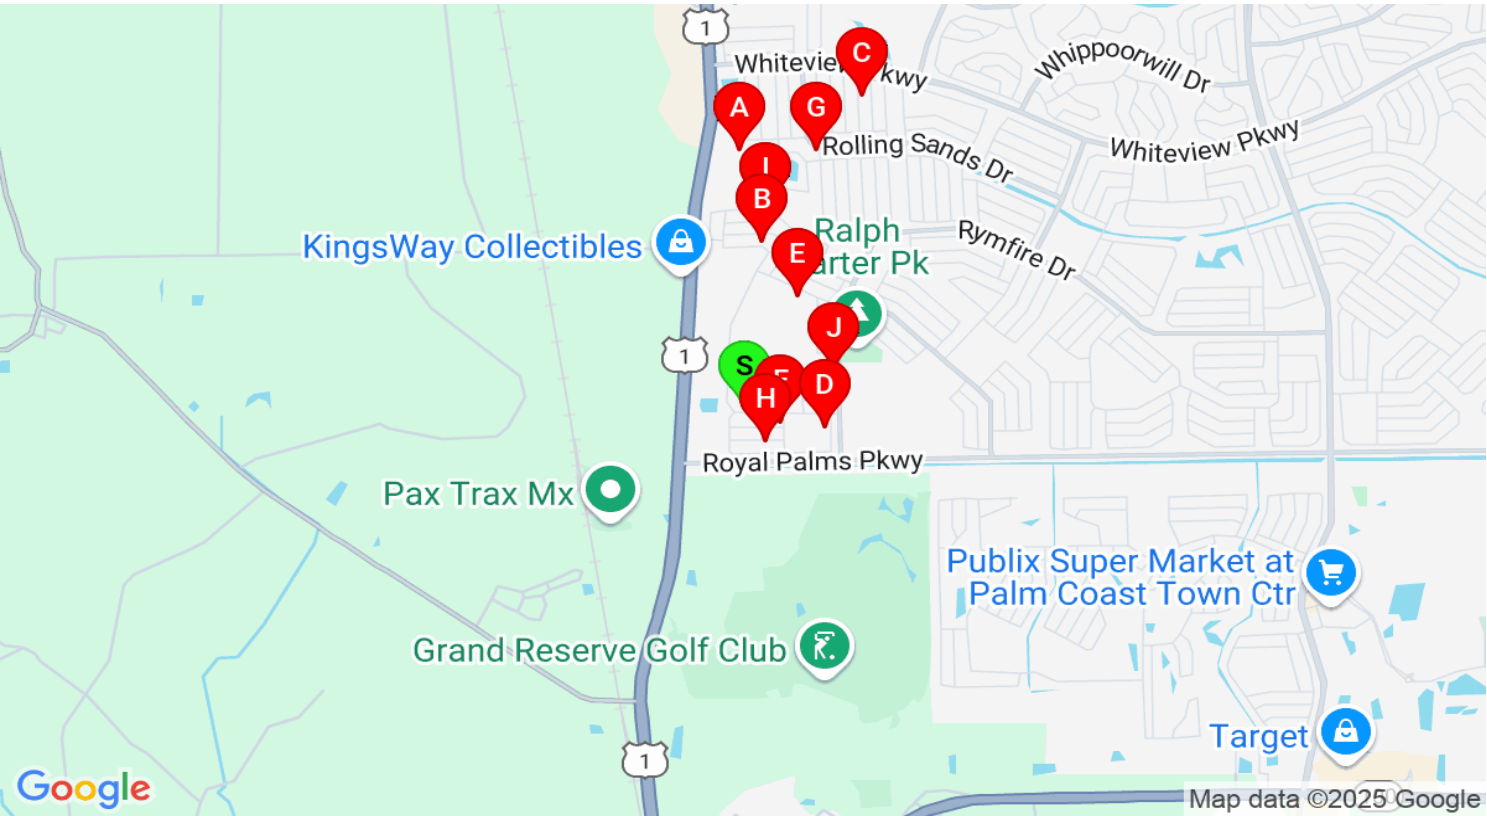 1
Whiteview Pkwy
C
Whippoorwill Dr
A
G
Whiteview Pkwy
Rolling Sands Dr
I
B
Ralph
arter Pk
KingsWay Collectibles
E
Rymfire Dr
J
1
S
F
D
H
Royal Palms Pkwy
Pax Trax Mx
Publix Super Market at
Palm Coast Town Ctr
Grand Reserve Golf Club
Target
1
Google
Map data ©2025 Google